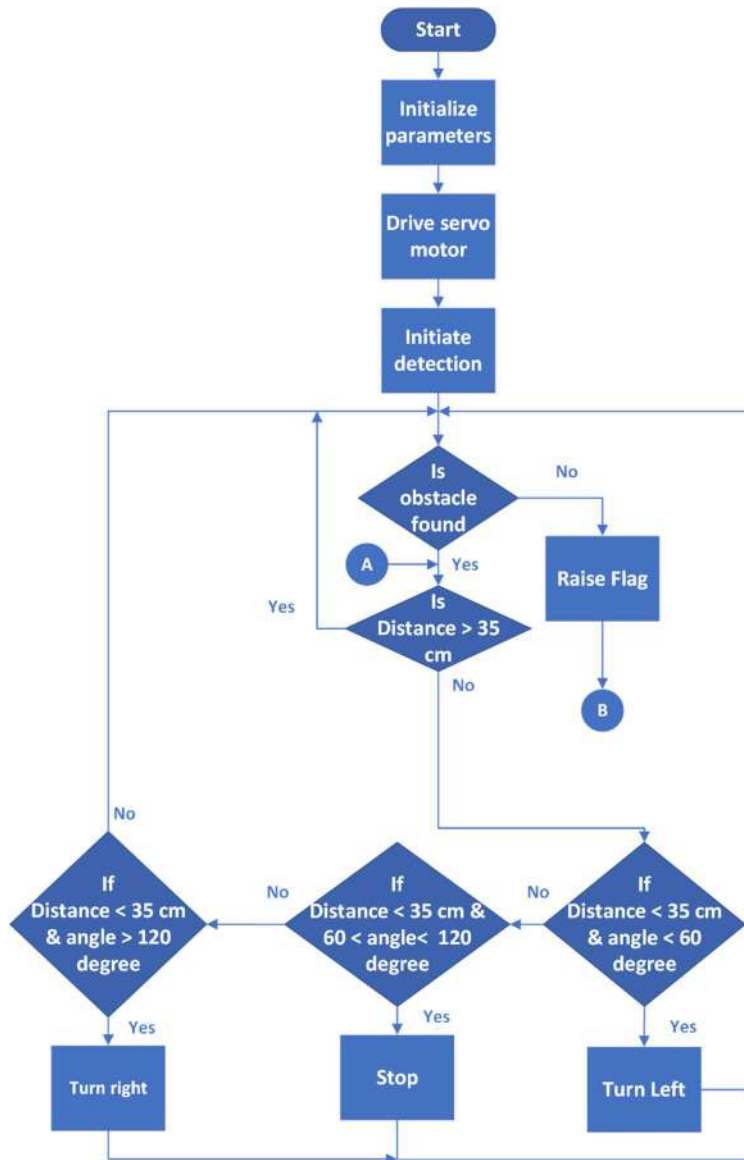 Start
Initialize
parameters
Drive servo
motor
Initiate
detection
Is
obstacle
found
No
A
Yes
Raise Flag
Is
Distance > 35
cm
Yes
No
B
No
If
Distance < 35 cm
& angle > 120
degree
No
If
Distance < 35 cm &
60 < angle< 120
degree
No
If
Distance < 35 cm
& angle < 60
degree
Yes
Yes
Yes
Turn right
Stop
Turn Left